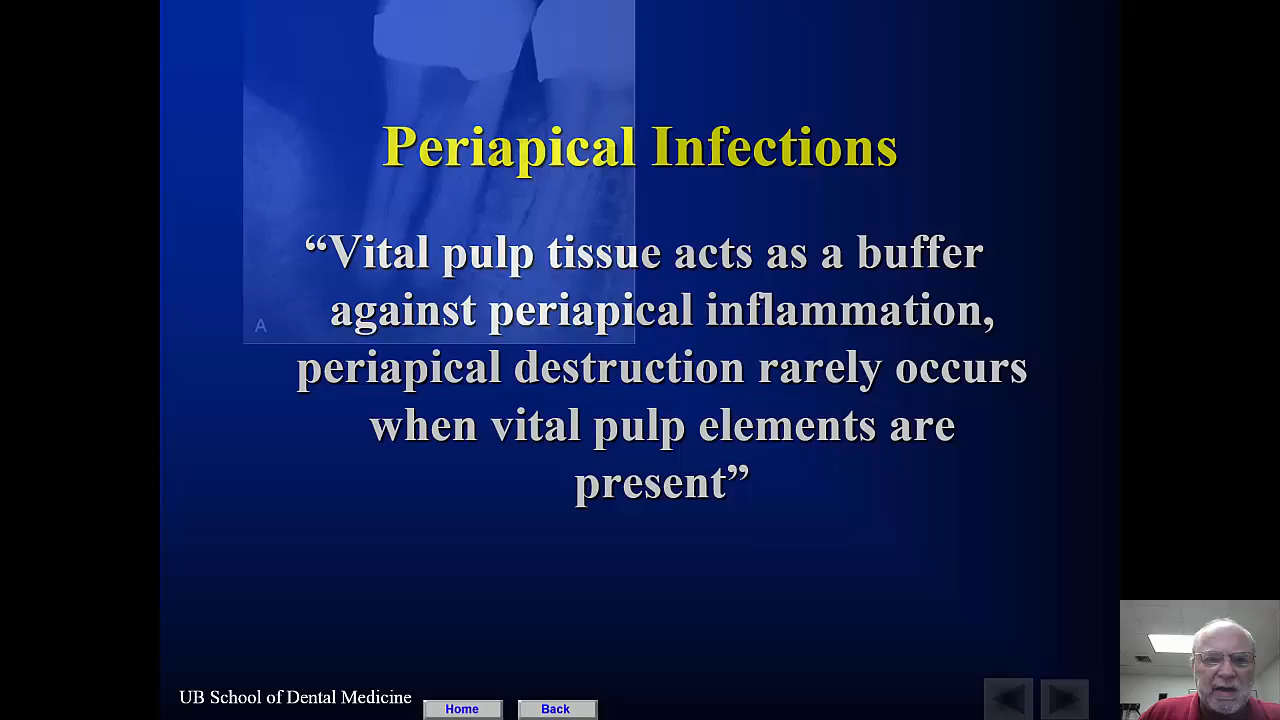 Periapical Infections
“Vital pulp tissue acts as a buffer
against periapical inflammation,
periapical destruction rarely occurs
when vital pulp elements are
present”
A
UB School of Dental Medicine
Home
Back